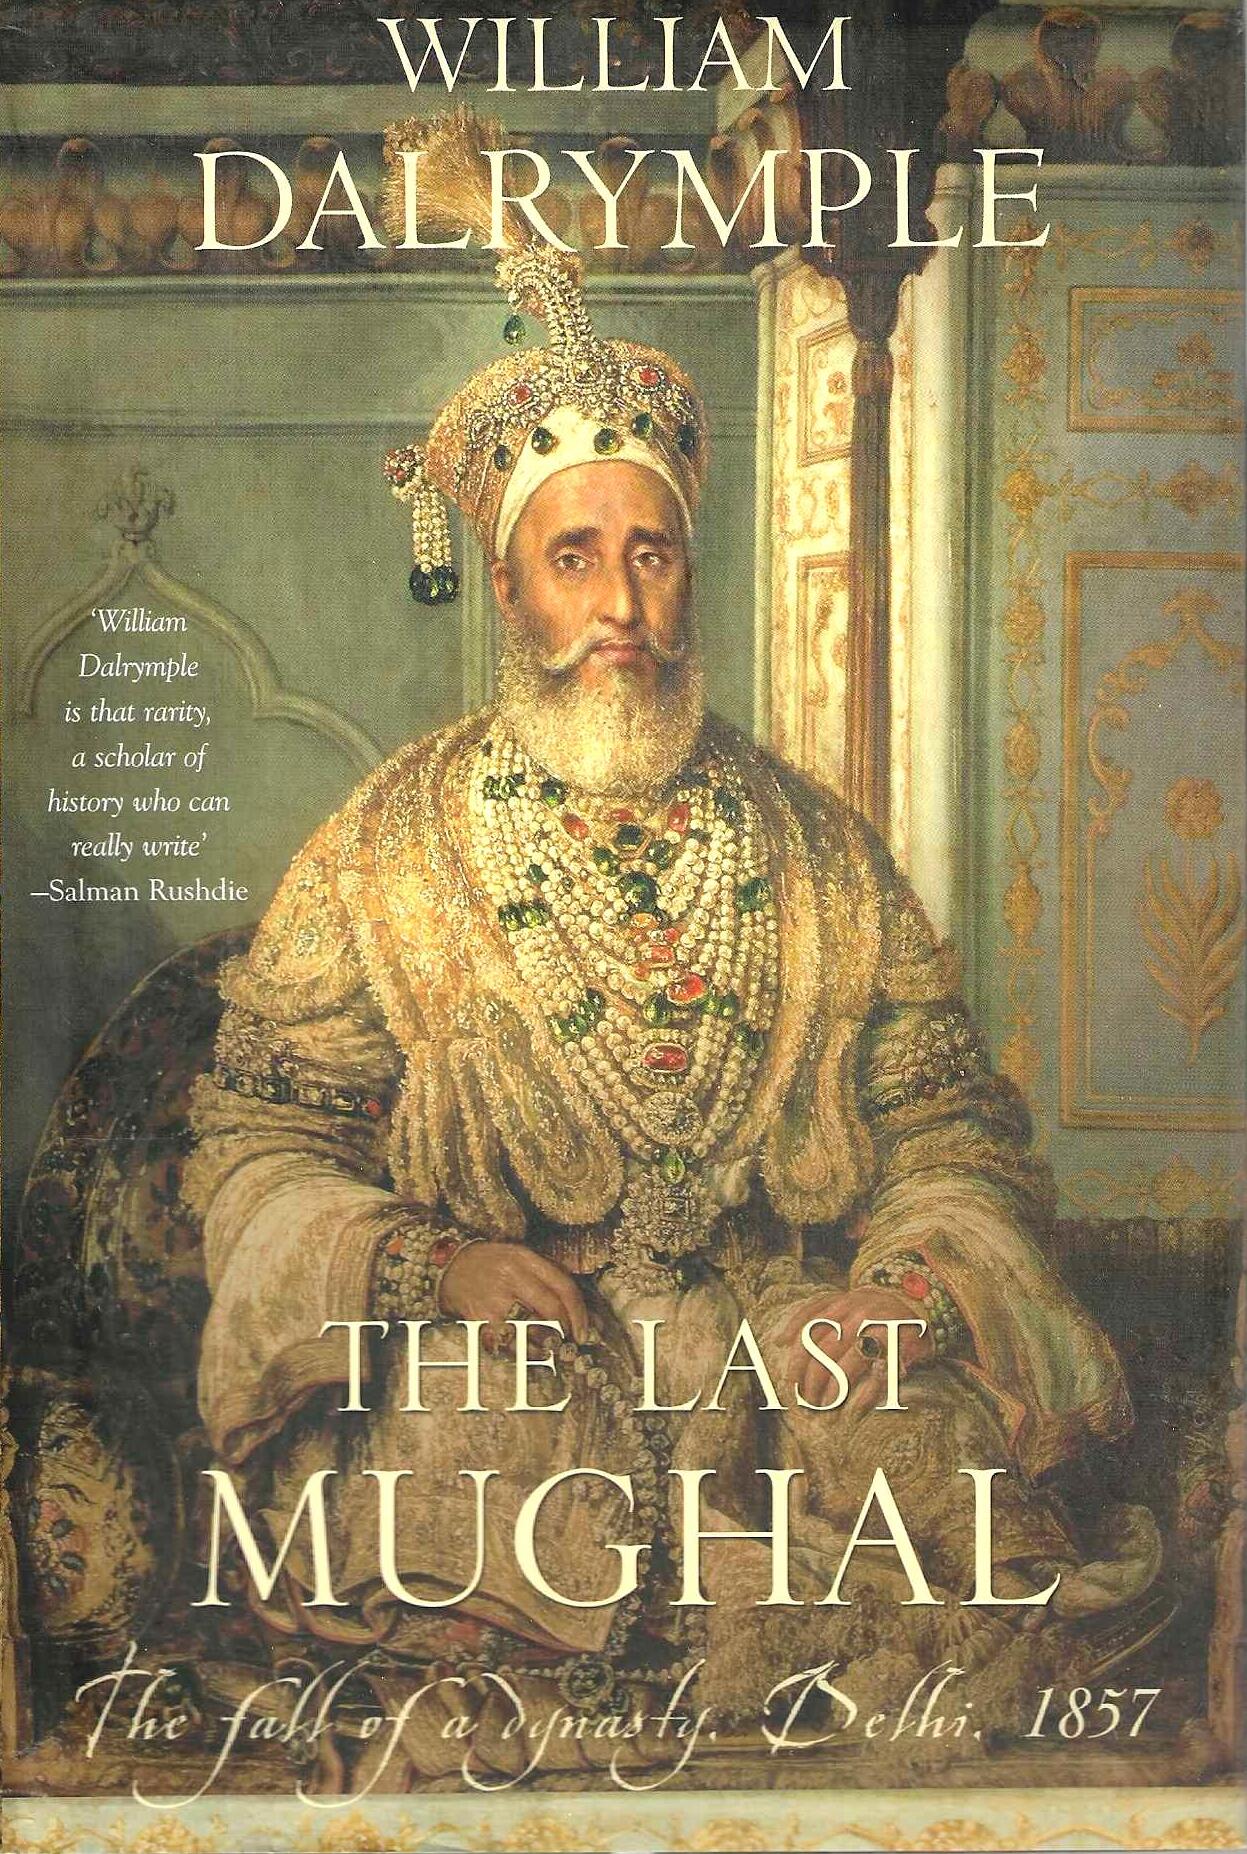 WILLIAM
DALRYMPLE
‘William
Dalrymple
is that rarity,
a scholar of
history who can
really write’
–Salman Rushdie
THE LAST
MUGHAL
The fall of a dynasty. Delhi. 1857